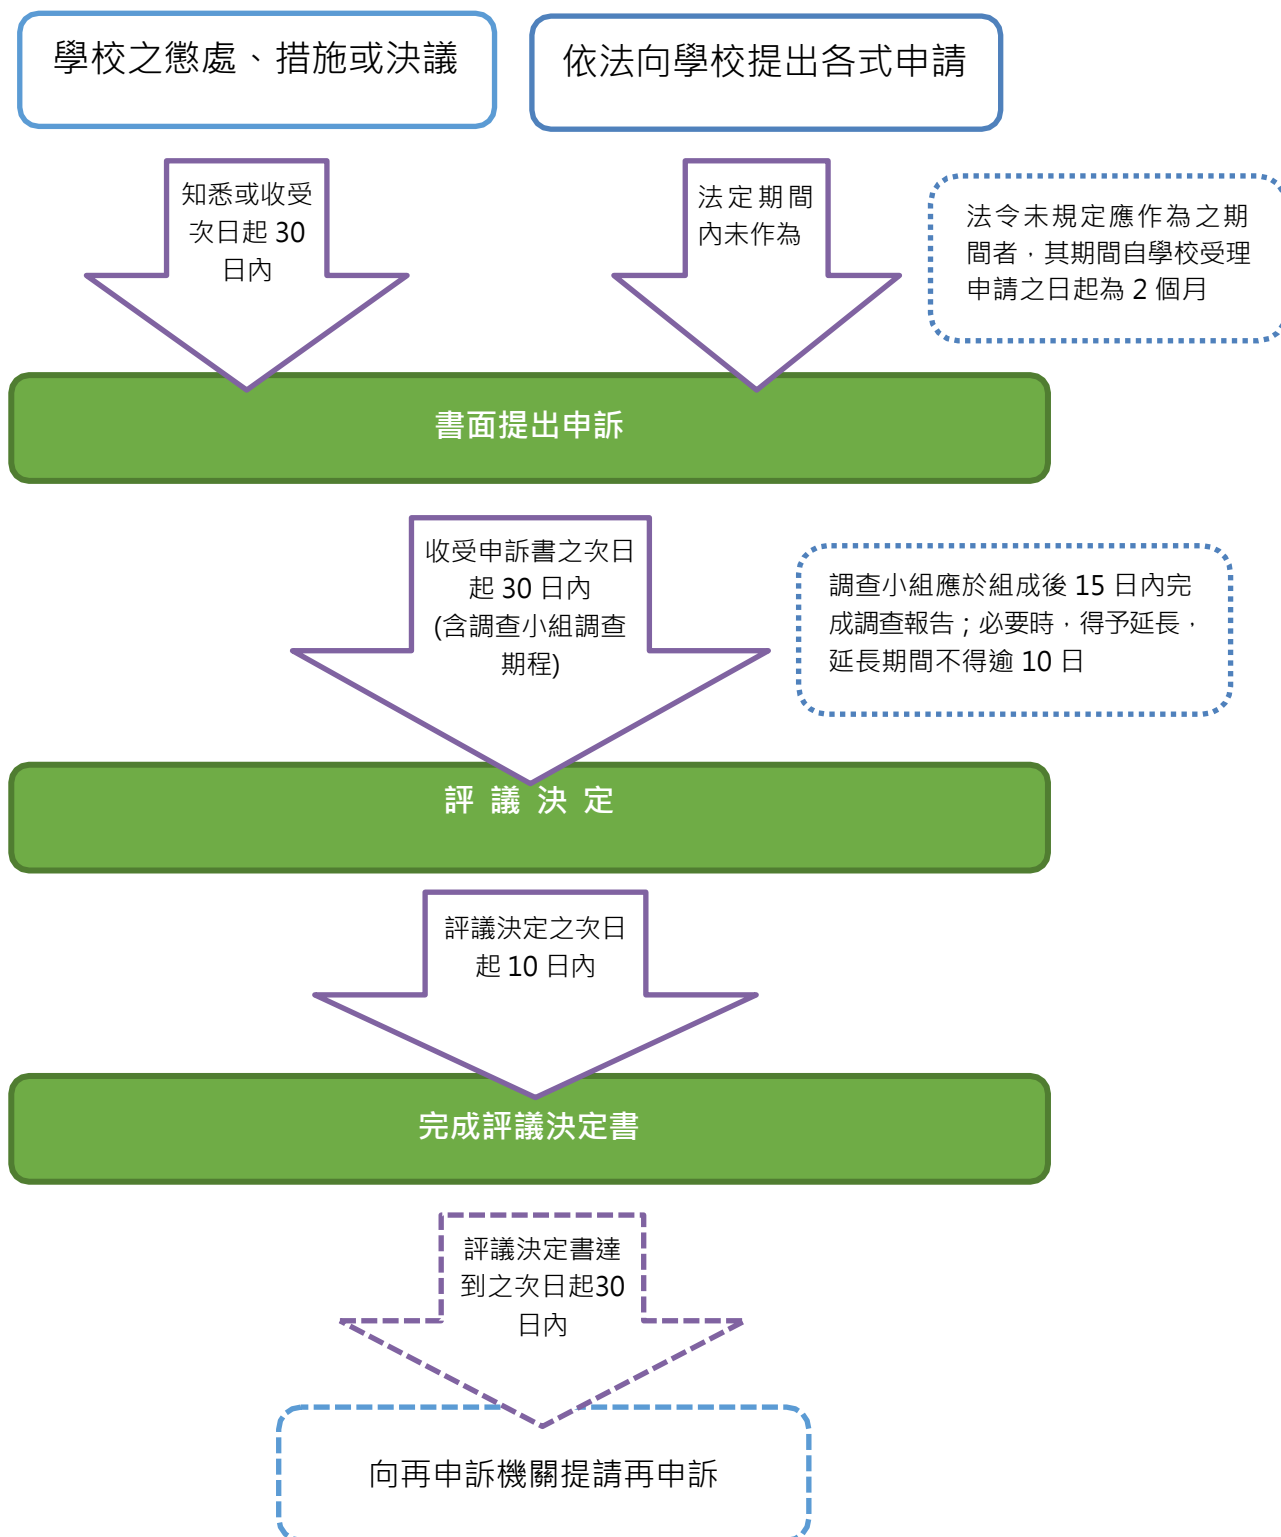 學校之懲處、措施或決議
依法向學校提出各式申請
知悉或收受
次日起 30
日內
法定期間
內未作為
法令未規定應作為之期
間者，其期間自學校受理
申請之日起為 2 個月
書面提出申訴
收受申訴書之次日
起 30 日內
(含調查小組調查
期程)
調查小組應於組成後 15 日內完
成調查報告；必要時，得予延長，
延長期間不得逾 10 日
評 議 決 定
評議決定之次日
起 10 日內
完成評議決定書
評議決定書達
到之次日起30
日內
向再申訴機關提請再申訴